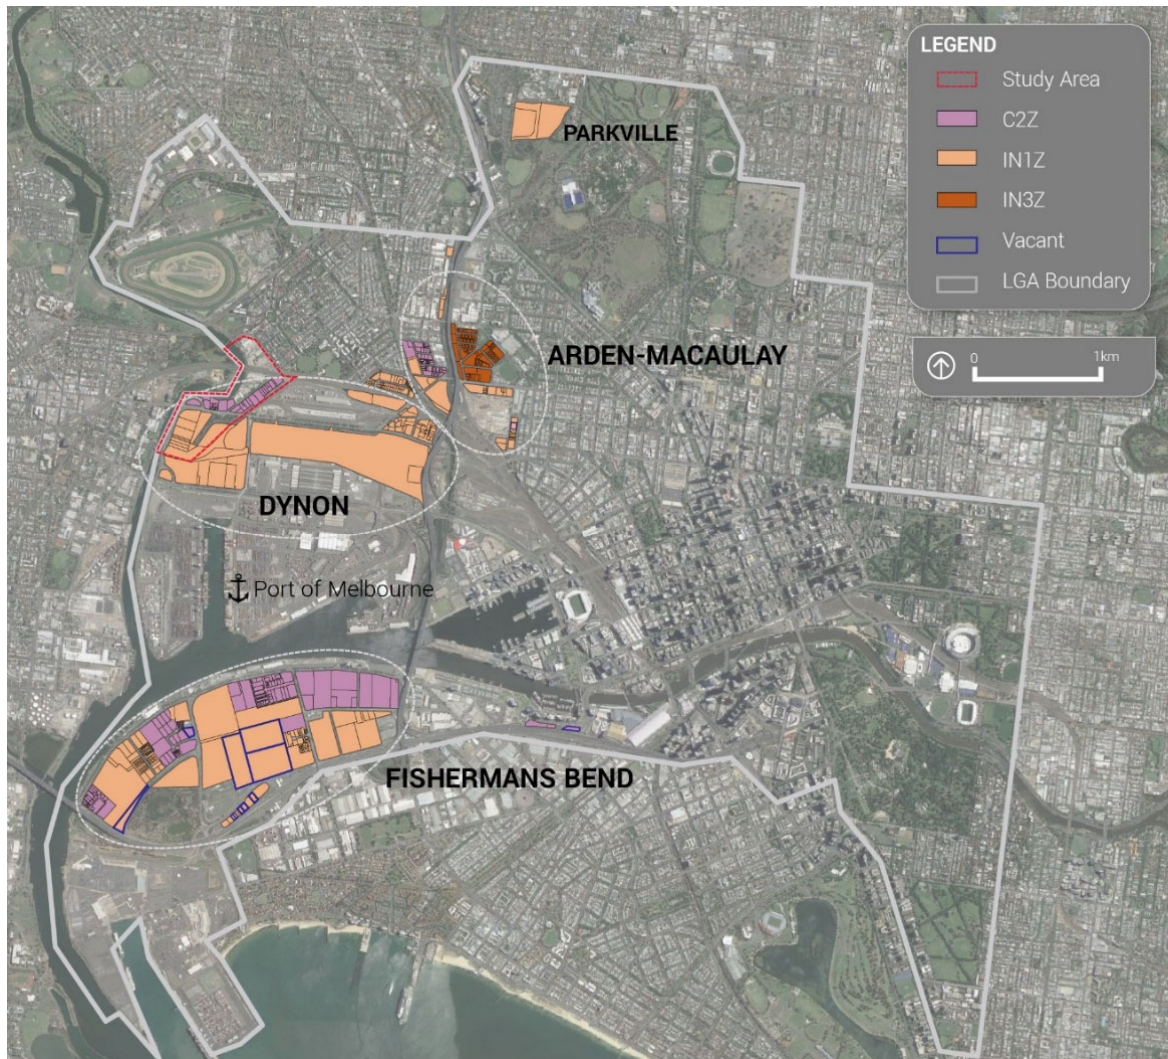 LEGEND
Study Area
C2Z
IN1Z
IN3Z
Vacant
LGA Boundary
0 1km
PARKVILLE
ARDEN-MACAULAY
DYNON
Port of Melbourne
FISHERMANS BEND